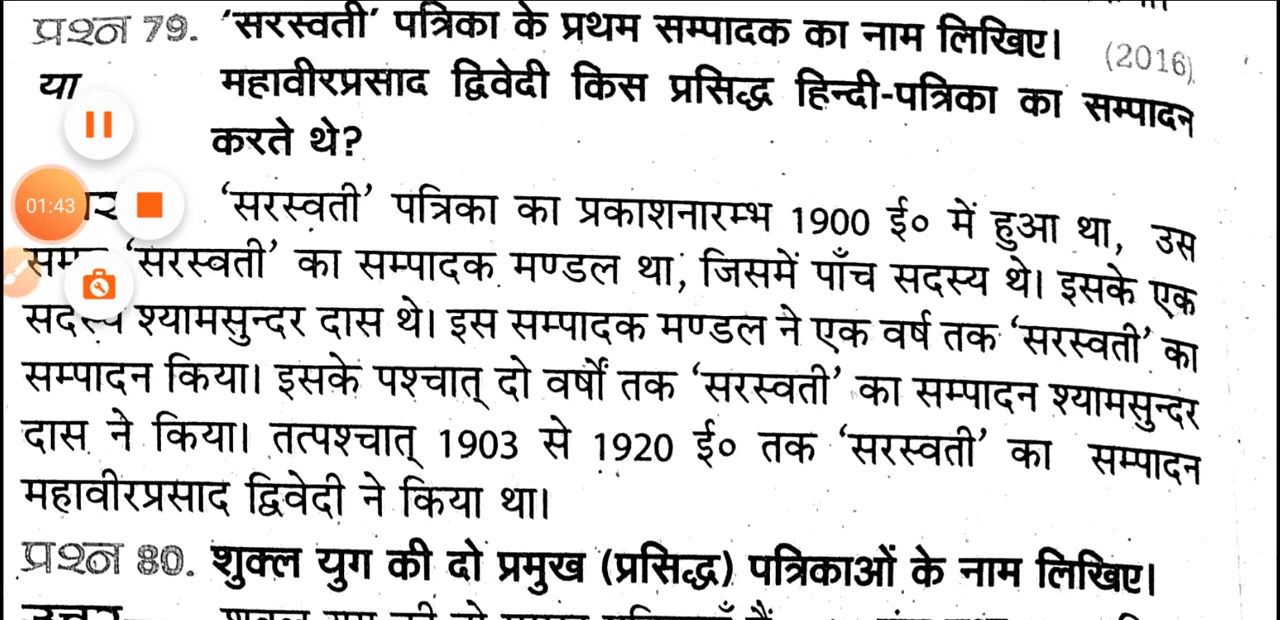 प्रश्न 79. ‘सरस्वती’ पत्रिका के प्रथम सम्पादक का नाम लिखिए। (2016)
या महावीरप्रसाद द्विवेदी किस प्रसिद्ध हिन्दी-पत्रिका का सम्पादन
करते थे?
01:43
‘सरस्वती’ पत्रिका का प्रकाशनारम्भ 1900 ई० में हुआ था, उस
‘सरस्वती’ का सम्पादक मण्डल था, जिसमें पाँच सदस्य थे। इसके एक
सदस्य श्यामसुन्दर दास थे। इस सम्पादक मण्डल ने एक वर्ष तक ‘सरस्वती’ का
सम्पादन किया। इसके पश्चात् दो वर्षों तक ‘सरस्वती’ का सम्पादन श्यामसुन्दर
दास ने किया। तत्पश्चात् 1903 से 1920 ई० तक ‘सरस्वती’ का सम्पादन
महावीरप्रसाद द्विवेदी ने किया था।
प्रश्न 80. शुक्ल युग की दो प्रमुख (प्रसिद्ध) पत्रिकाओं के नाम लिखिए।